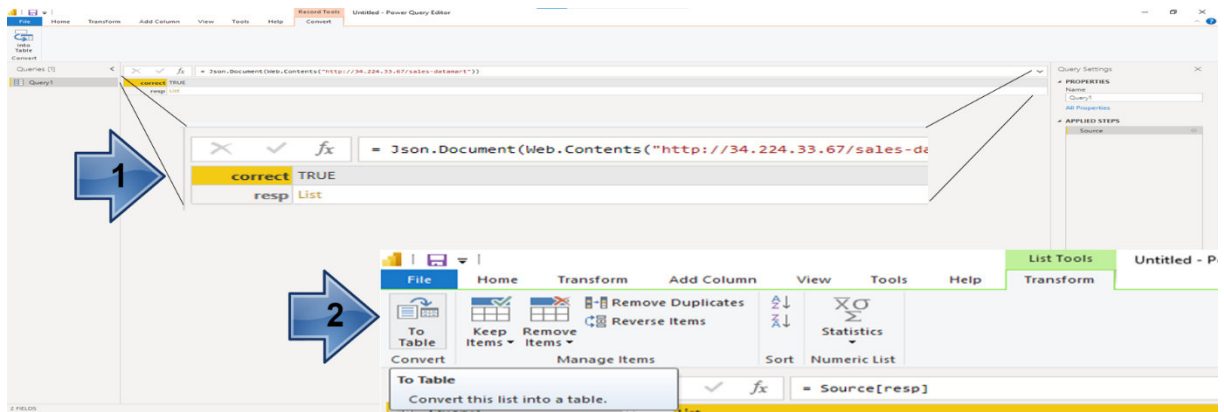 Record Tools Untitled - Power Query Editor
File Home Transform Add Column View Tools Help Convert
Into
Table
Convert
Queries [1]
= Json.Document(Web.Contents("http://34.224.33.67/sales-datamart"))
Query Settings
Query1
correct TRUE
resp List
PROPERTIES
Name
Query1
All Properties
APPLIED STEPS
Source
1
fx = Json.Document(Web.Contents("http://34.224.33.67/sales-da
correct TRUE
resp List
2
List Tools Untitled - P
File Home Transform Add Column View Tools Help Transform
To
Table
Keep
Items
Remove
Items
Remove Duplicates
Reverse Items
Statistics
Convert Manage Items Sort Numeric List
To Table
Convert this list into a table.
fx = Source[resp]
2 FIELDS